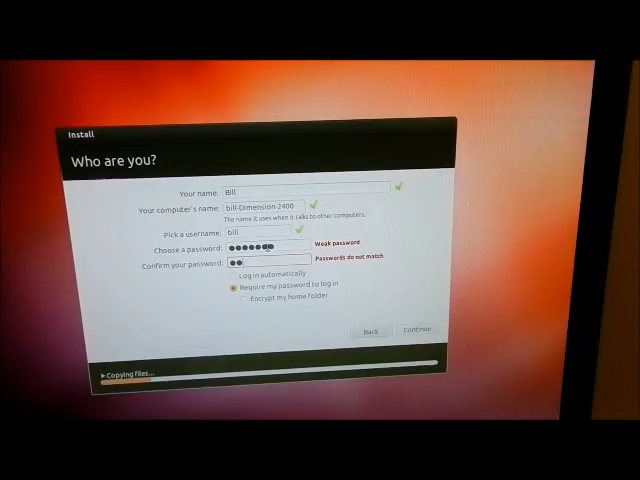 Install
Who are you?
Your name: Bill
Your computer's name: bill-Dimension-2400
The name it uses when it talks to other computers.
Pick a username: bill
Choose a password: Weak password
Confirm your password: Passwords do not match
Log in automatically
Require my password to log in
Encrypt my home folder
Back Continue
Copying files...